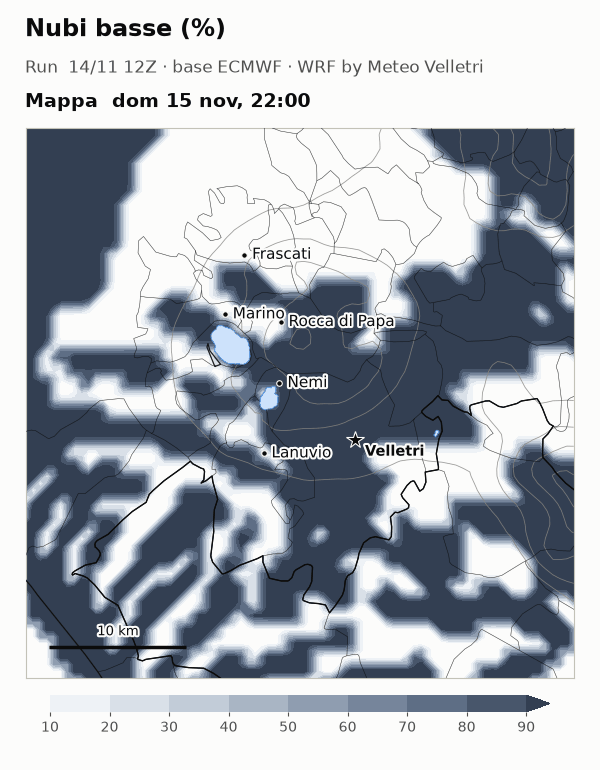 Nubi basse (%)
Run  14/11 12Z · base ECMWF · WRF by Meteo Velletri
Mappa  dom 15 nov, 22:00
Frascati
Marino
Rocca di Papa
Nemi
Velletri
Lanuvio
10 km
10 20 30 40 50 60 70 80 90